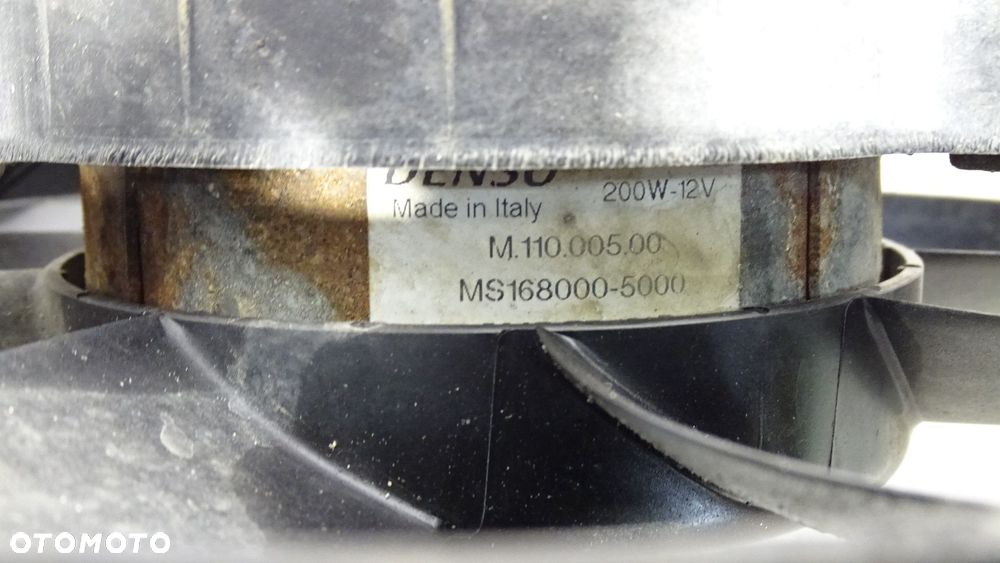 DENSO
200W-12V
Made in Italy
M.110.005.00
MS168000-5000
OTOMOTO